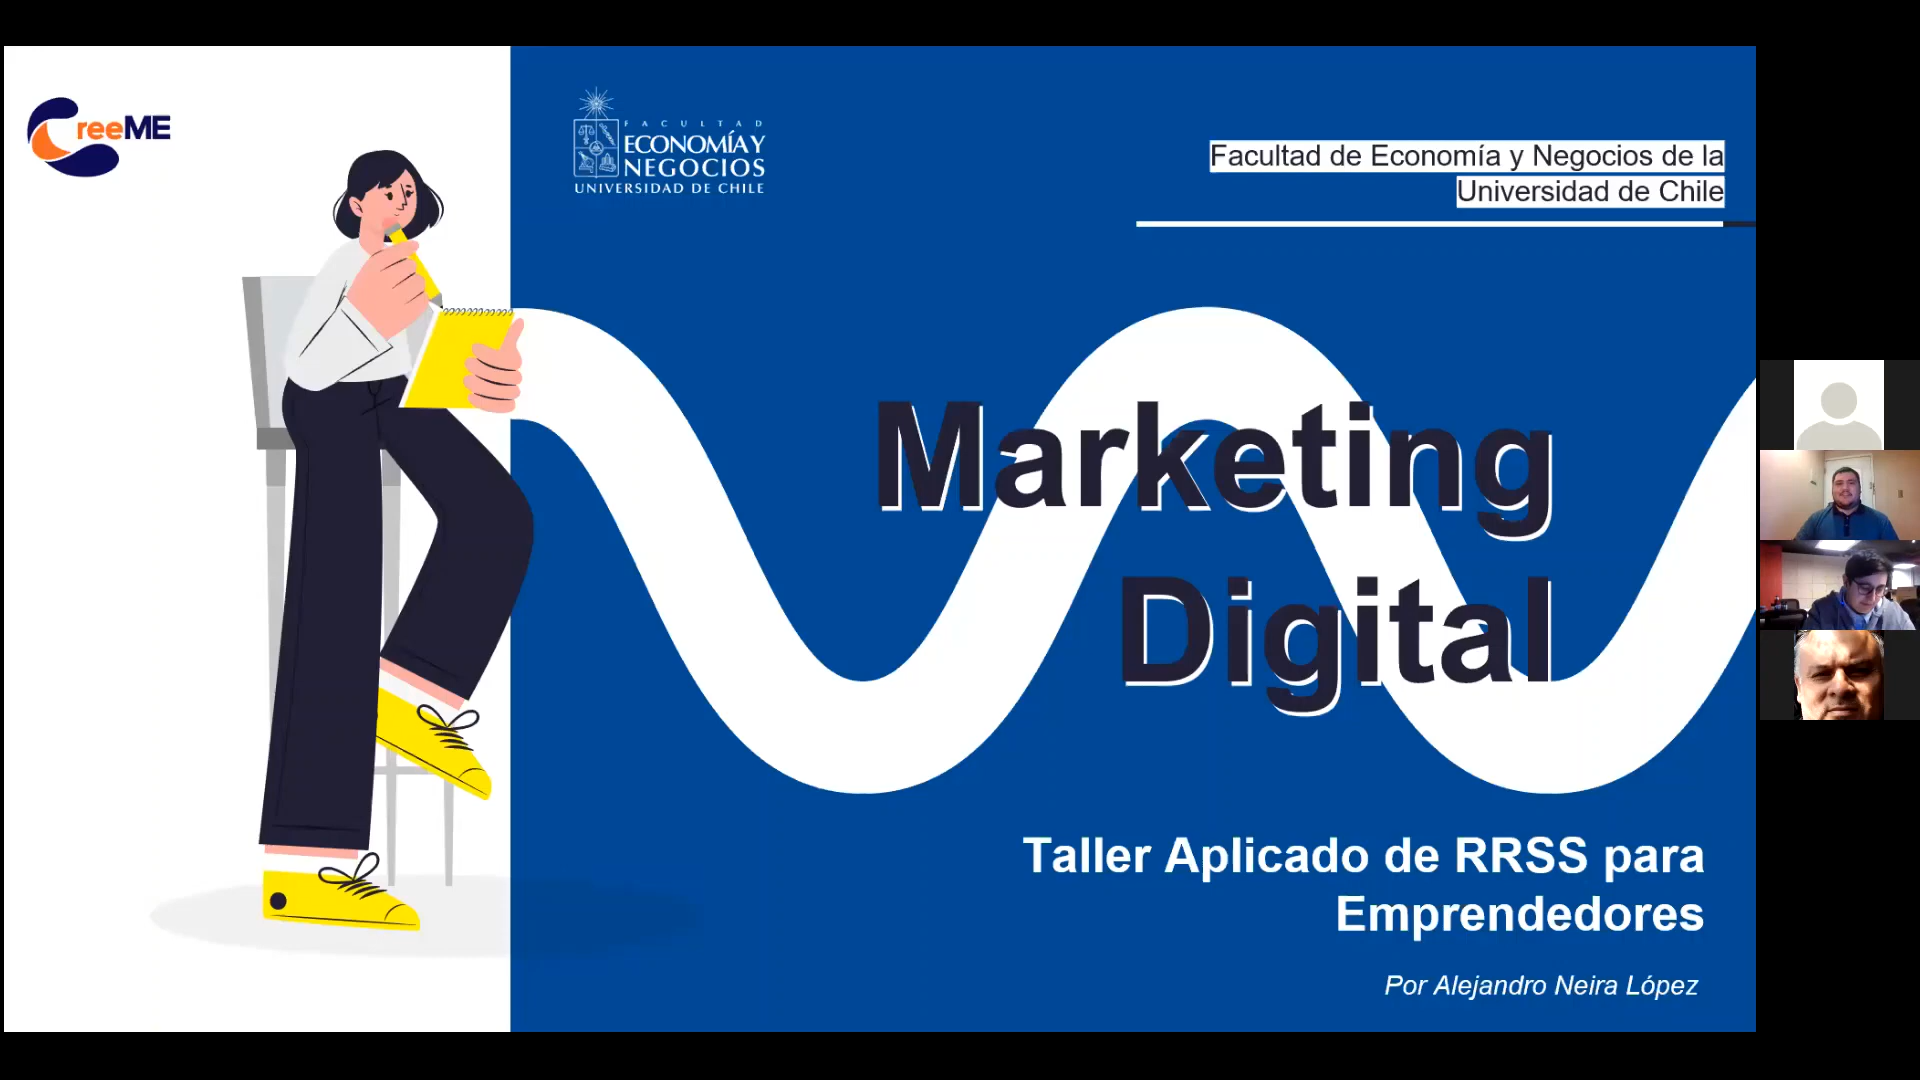 CreeME
FACULTAD
ECONOMÍA Y
NEGOCIOS
UNIVERSIDAD DE CHILE
Facultad de Economía y Negocios de la
Universidad de Chile
Marketing
Digital
Taller Aplicado de RRSS para
Emprendedores
Por Alejandro Neira López